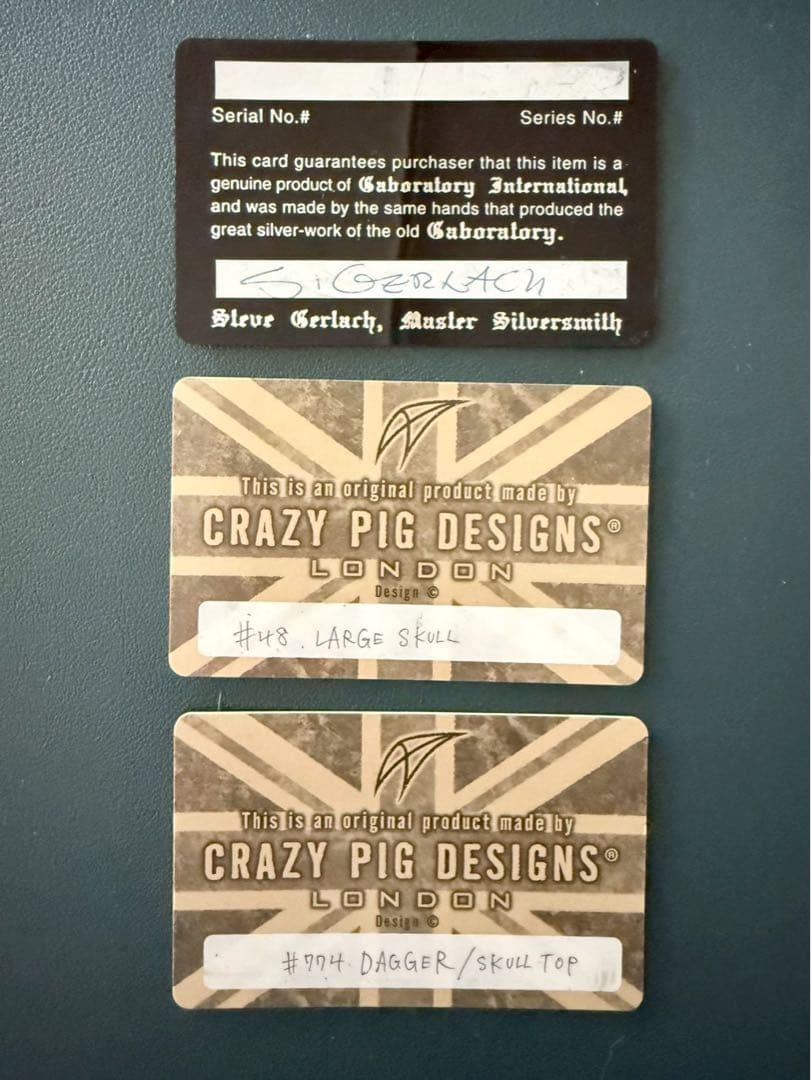 Serial No.# Series No.#
This card guarantees purchaser that this item is a
genuine product of Gaboratory International,
and was made by the same hands that produced the
great silver-work of the old Gaboratory.
S. GERLACH
Steve Gerlach, Master Silversmith
This is an original product made by
CRAZY PIG DESIGNS®
LONDON
Design ©
#48. LARGE SKULL
This is an original product made by
CRAZY PIG DESIGNS®
LONDON
Design ©
#774. DAGGER/SKULL TOP